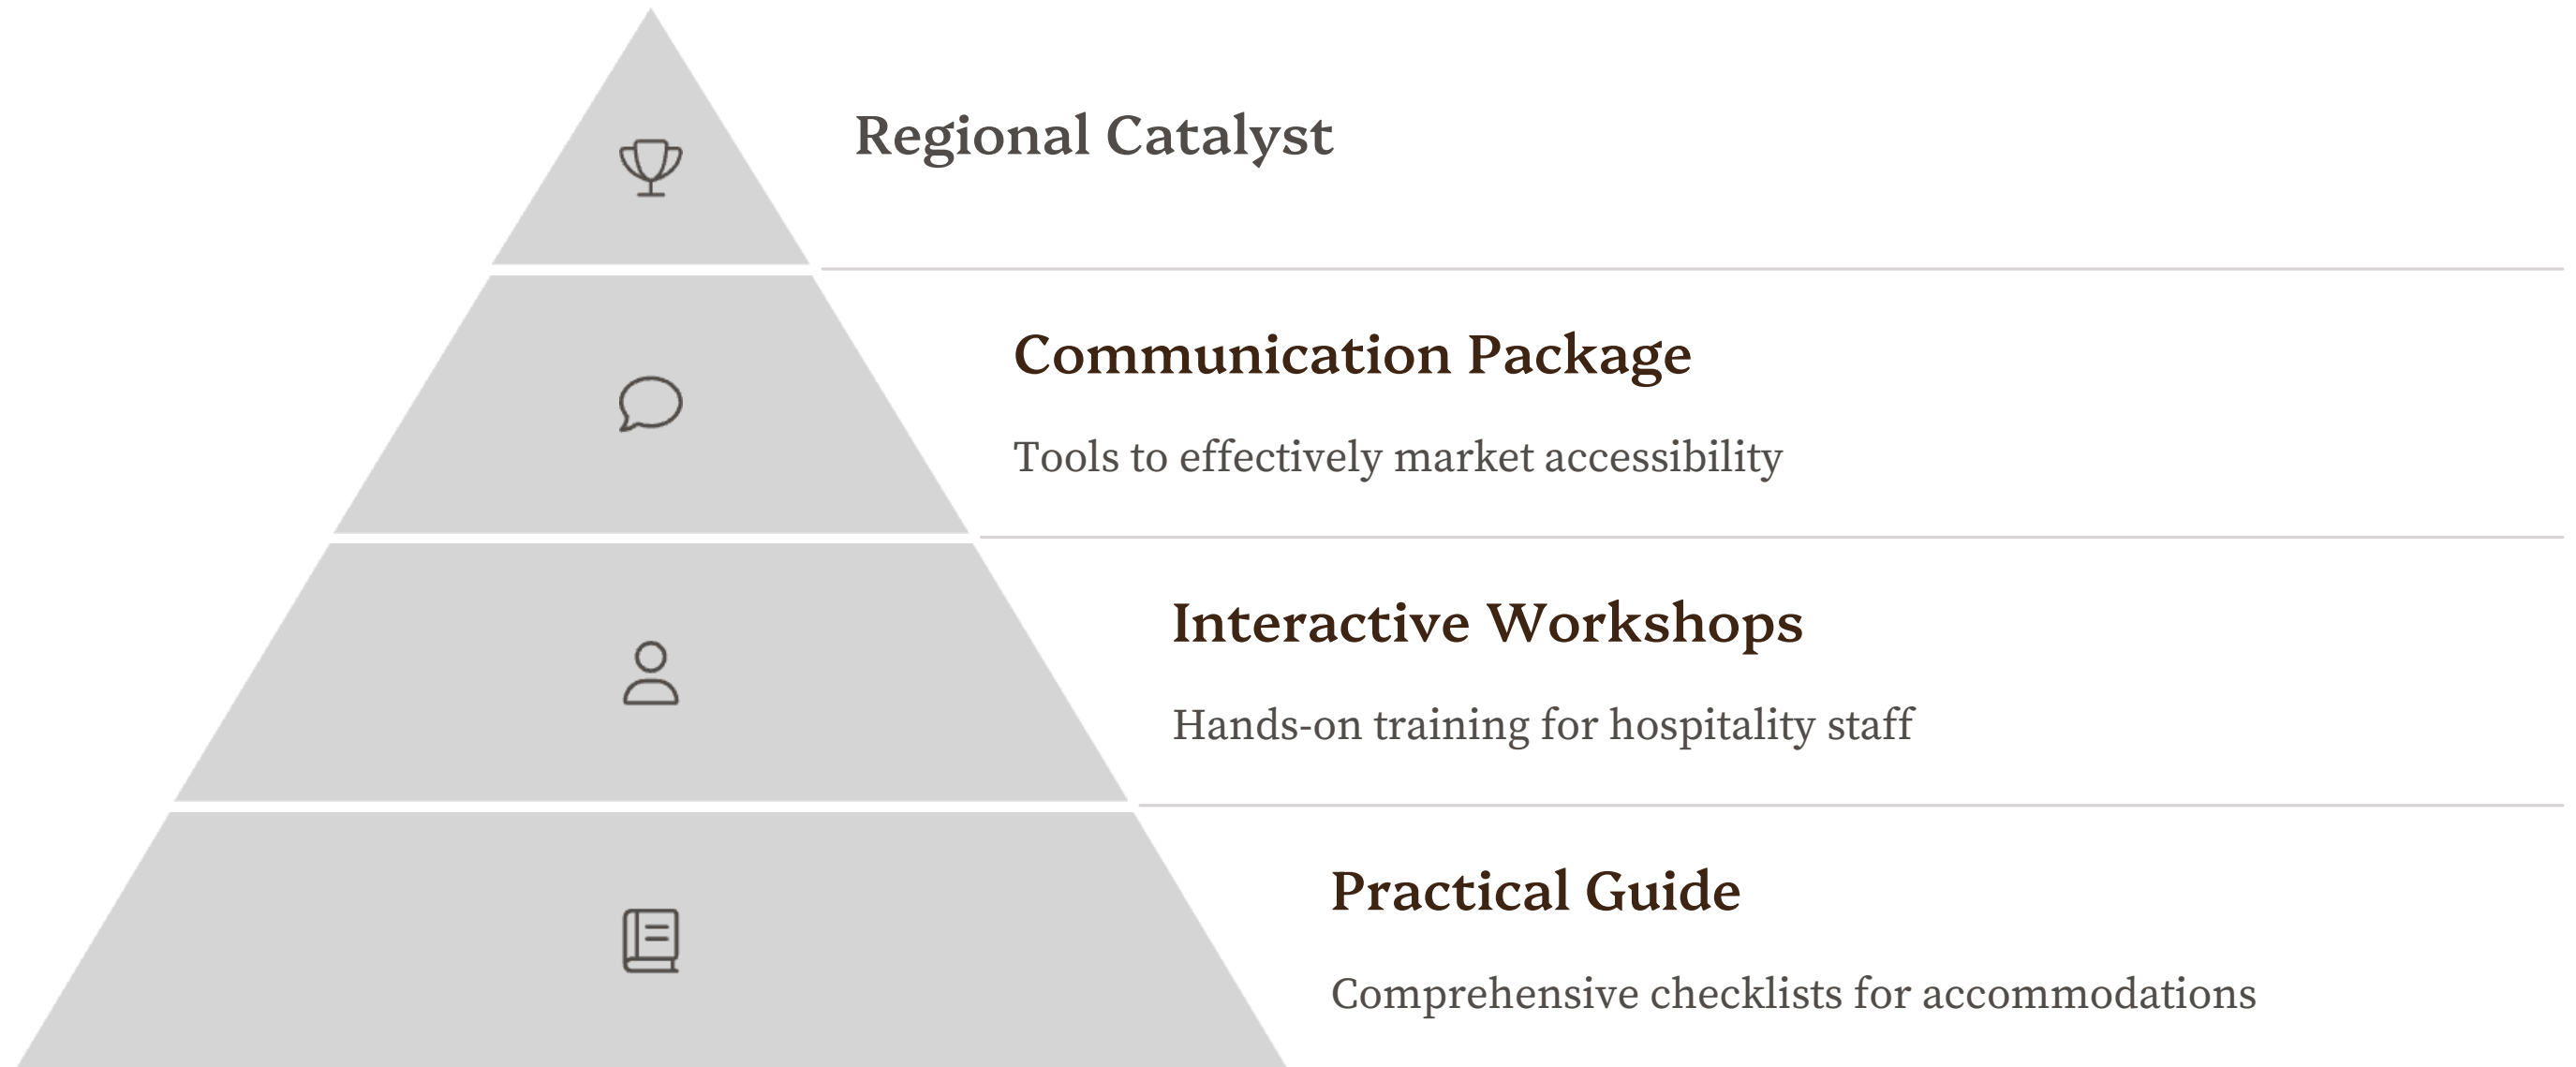 Regional Catalyst
Communication Package
Tools to effectively market accessibility
Interactive Workshops
Hands-on training for hospitality staff
Practical Guide
Comprehensive checklists for accommodations